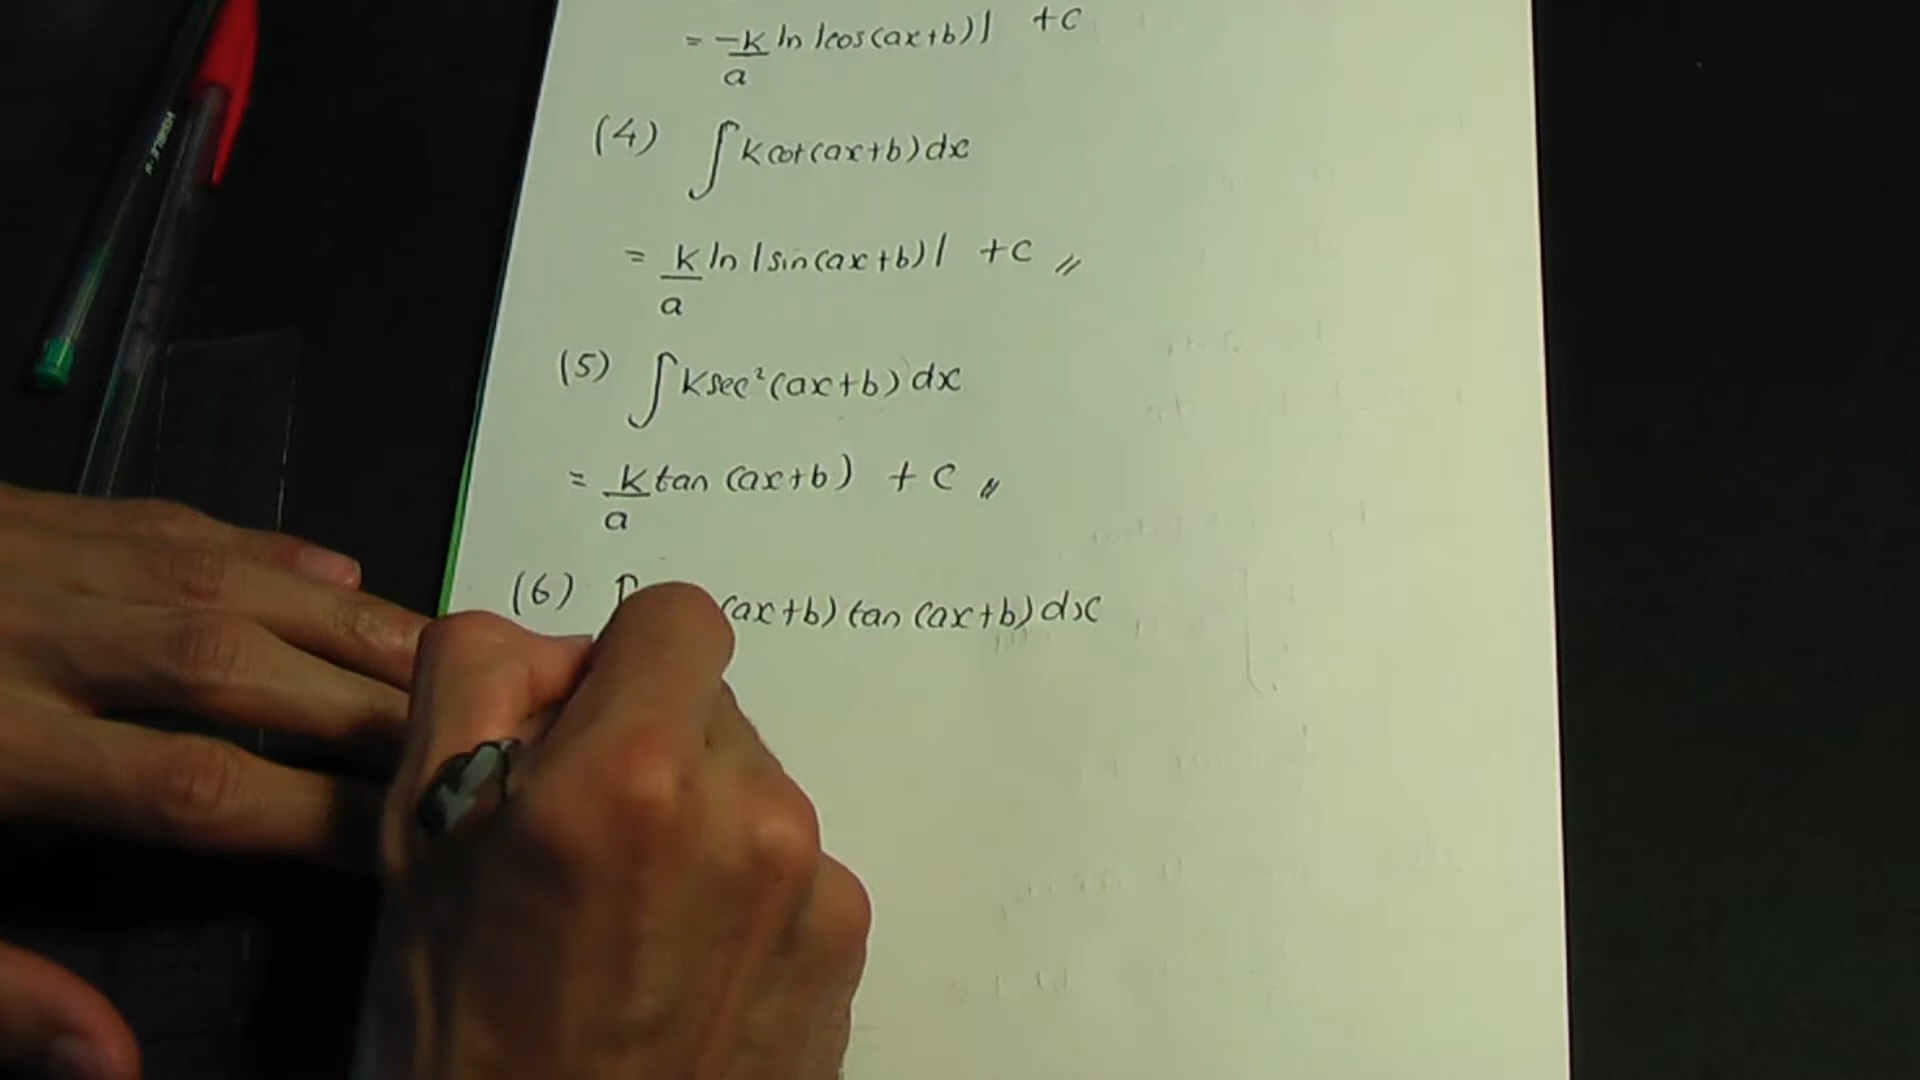 = -k/a ln |cos(ax+b)| +c
(4) ∫ k cot(ax+b) dx
= k/a ln |sin(ax+b)| +c //
(5) ∫ k sec²(ax+b) dx
= k/a tan (ax+b) + c //
(6) ∫ (ax+b) tan (ax+b) dx